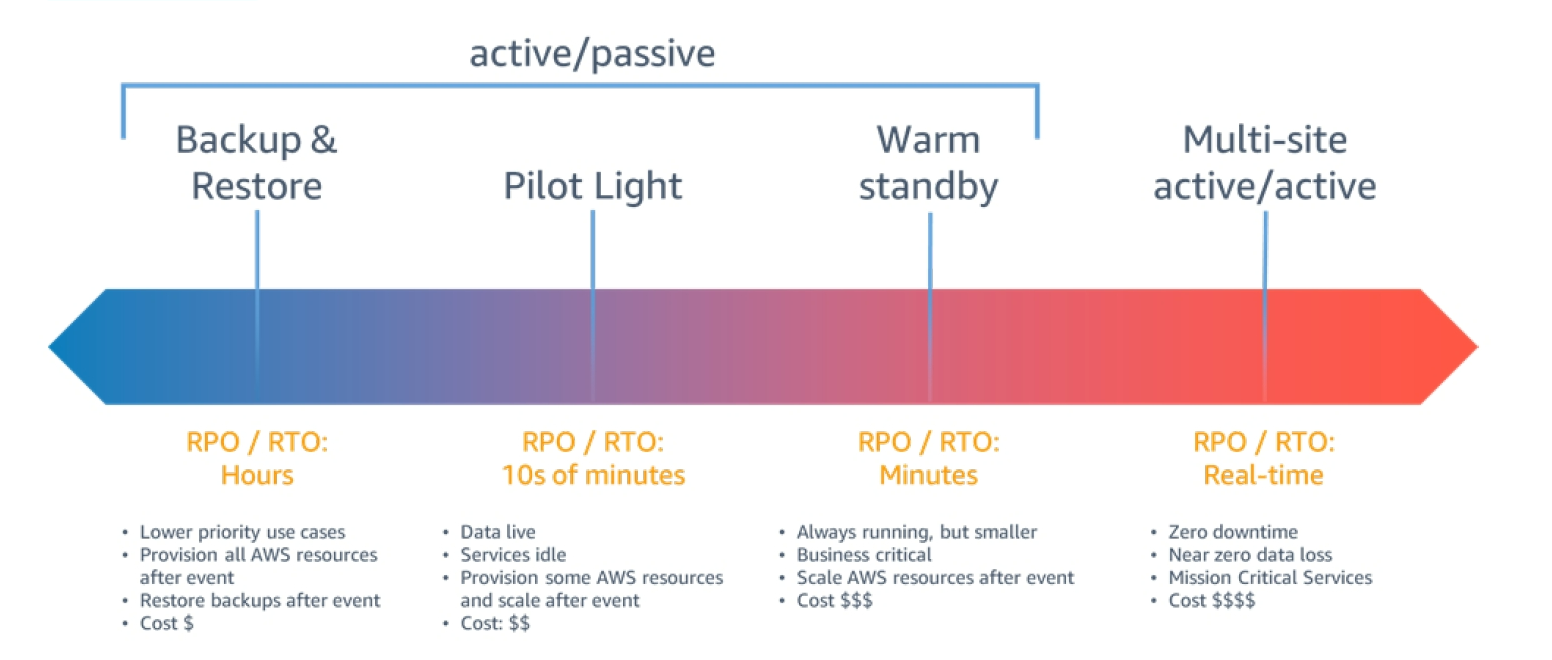 active/passive
Backup &
Restore
Pilot Light
Warm
standby
Multi-site
active/active
RPO / RTO:
Hours
RPO / RTO:
10s of minutes
RPO / RTO:
Minutes
RPO / RTO:
Real-time
• Lower priority use cases
• Provision all AWS resources
after event
• Restore backups after event
• Cost $
• Data live
• Services idle
• Provision some AWS resources
and scale after event
• Cost: $$
• Always running, but smaller
• Business critical
• Scale AWS resources after event
• Cost $$$
• Zero downtime
• Near zero data loss
• Mission Critical Services
• Cost $$$$